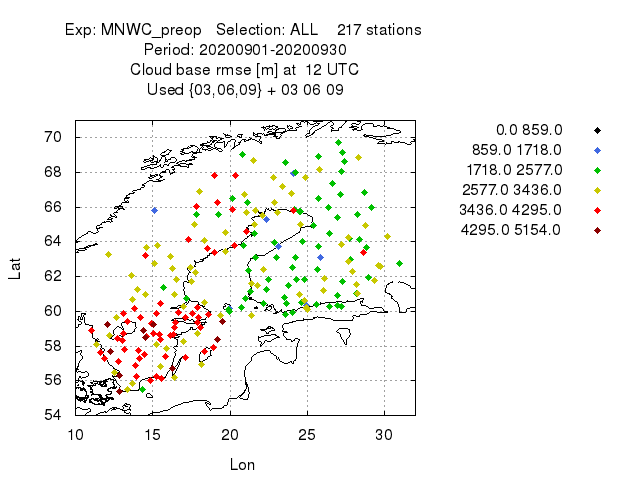 Exp: MNWC_preop Selection: ALL 217 stations
Period: 20200901-20200930
Cloud base rmse [m] at 12 UTC
Used {03,06,09} + 03 06 09
0.0 859.0
859.0 1718.0
1718.0 2577.0
2577.0 3436.0
3436.0 4295.0
4295.0 5154.0
70
68
66
64
62
60
58
56
54
Lat
10 15 20 25 30
Lon